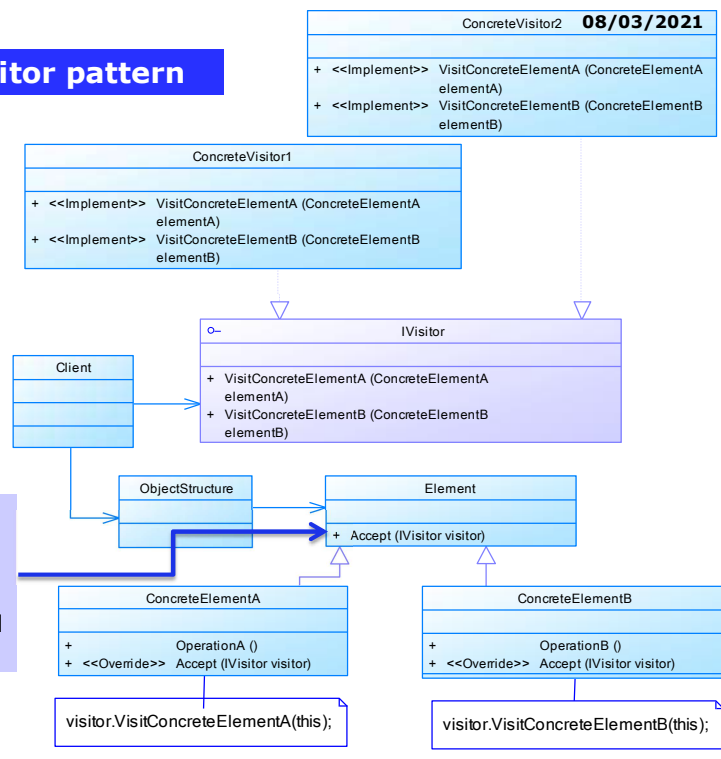 ConcreteVisitor2 08/03/2021
itor pattern
+ <<Implement>> VisitConcreteElementA (ConcreteElementA
elementA)
+ <<Implement>> VisitConcreteElementB (ConcreteElementB
elementB)
ConcreteVisitor1
+ <<Implement>> VisitConcreteElementA (ConcreteElementA
elementA)
+ <<Implement>> VisitConcreteElementB (ConcreteElementB
elementB)
IVisitor
+ VisitConcreteElementA (ConcreteElementA
elementA)
+ VisitConcreteElementB (ConcreteElementB
elementB)
Client
ObjectStructure
Element
+ Accept (IVisitor visitor)
ConcreteElementA
+ OperationA ()
+ <<Override>> Accept (IVisitor visitor)
ConcreteElementB
+ OperationB ()
+ <<Override>> Accept (IVisitor visitor)
visitor.VisitConcreteElementA(this);
visitor.VisitConcreteElementB(this);